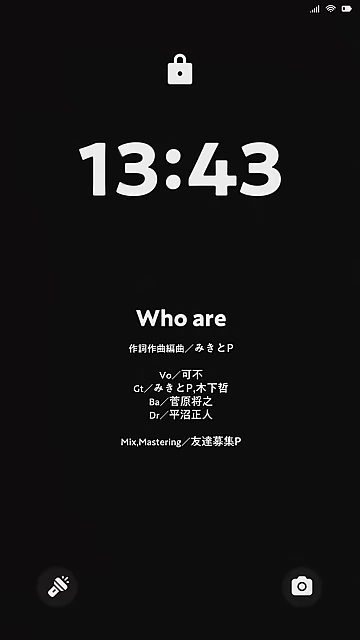 13:43
Who are
作詞作曲編曲／みきとP
Vo／可不
Gt／みきとP,木下哲
Ba／菅原将之
Dr／平沼正人
Mix,Mastering／友達募集P